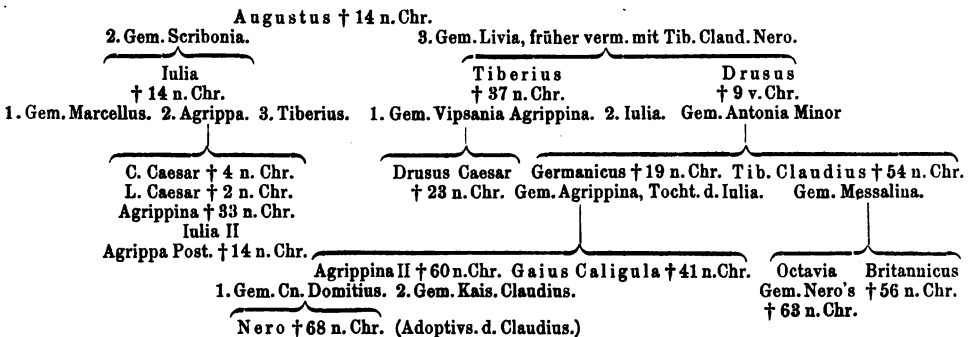 Augustus † 14 n. Chr.
2. Gem. Scribonia. 3. Gem. Livia, früher verm. mit Tib. Claud. Nero.
Iulia Tiberius Drusus
† 14 n. Chr. † 37 n. Chr. † 9 v. Chr.
1. Gem. Marcellus. 2. Agrippa. 3. Tiberius. 1. Gem. Vipsania Agrippina. 2. Iulia. Gem. Antonia Minor
C. Caesar † 4 n. Chr. Drusus Caesar Germanicus † 19 n. Chr. Tib. Claudius † 54 n. Chr.
L. Caesar † 2 n. Chr. † 23 n. Chr. Gem. Agrippina, Tocht. d. Iulia. Gem. Messalina.
Agrippina † 33 n. Chr.
Iulia II
Agrippa Post. † 14 n. Chr.
Agrippina II † 60 n. Chr. Gaius Caligula † 41 n. Chr. Octavia Britannicus
1. Gem. Cn. Domitius. 2. Gem. Kais. Claudius. Gem. Nero's † 56 n. Chr.
† 63 n. Chr.
Nero † 68 n. Chr. (Adoptivs. d. Claudius.)